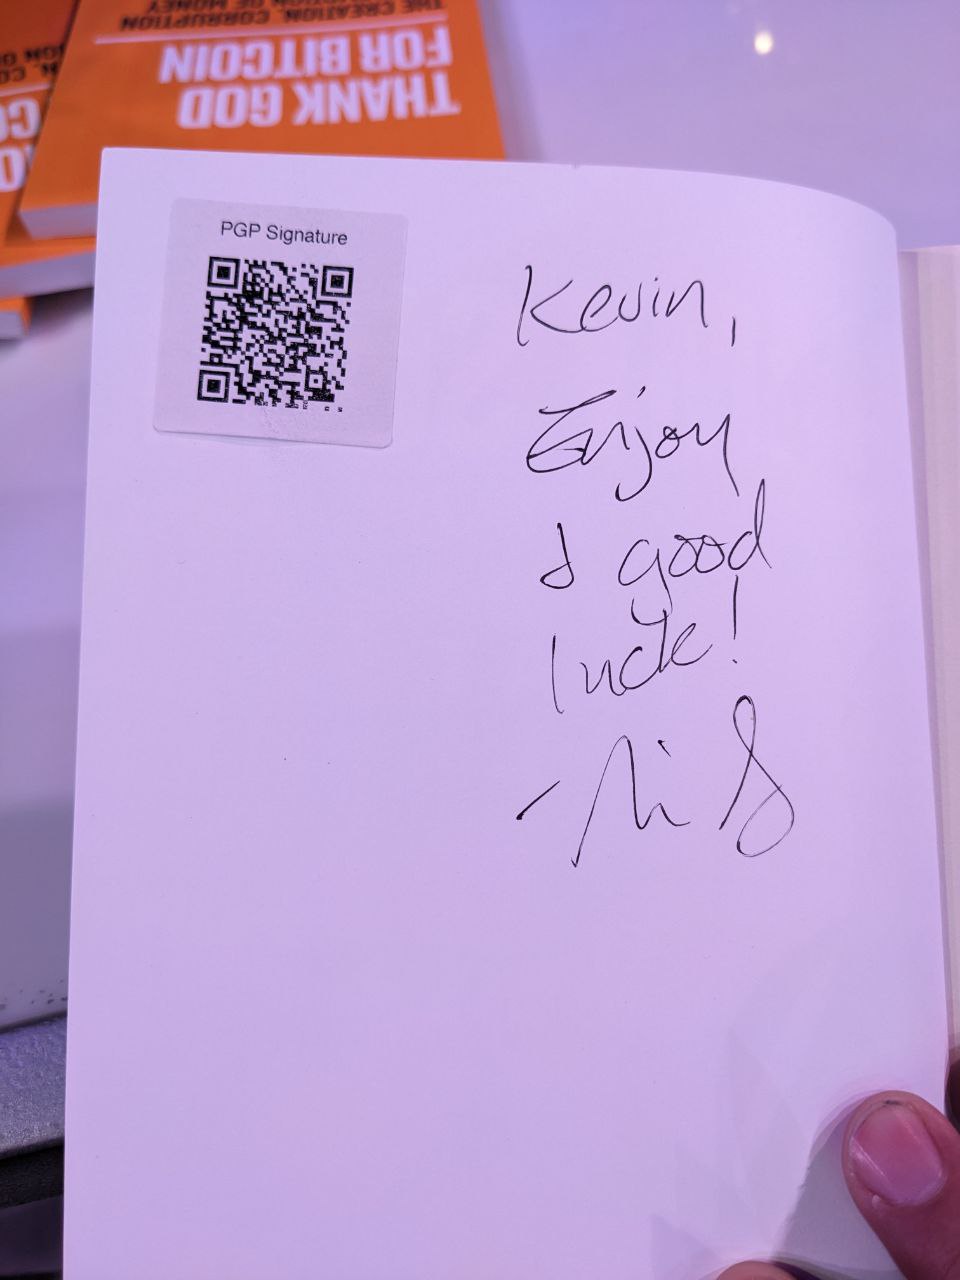 THE CREATION, CORRUPTION
THANK GOD
FOR BITCOIN
PGP Signature
Kevin,
Enjoy
& good
luck!